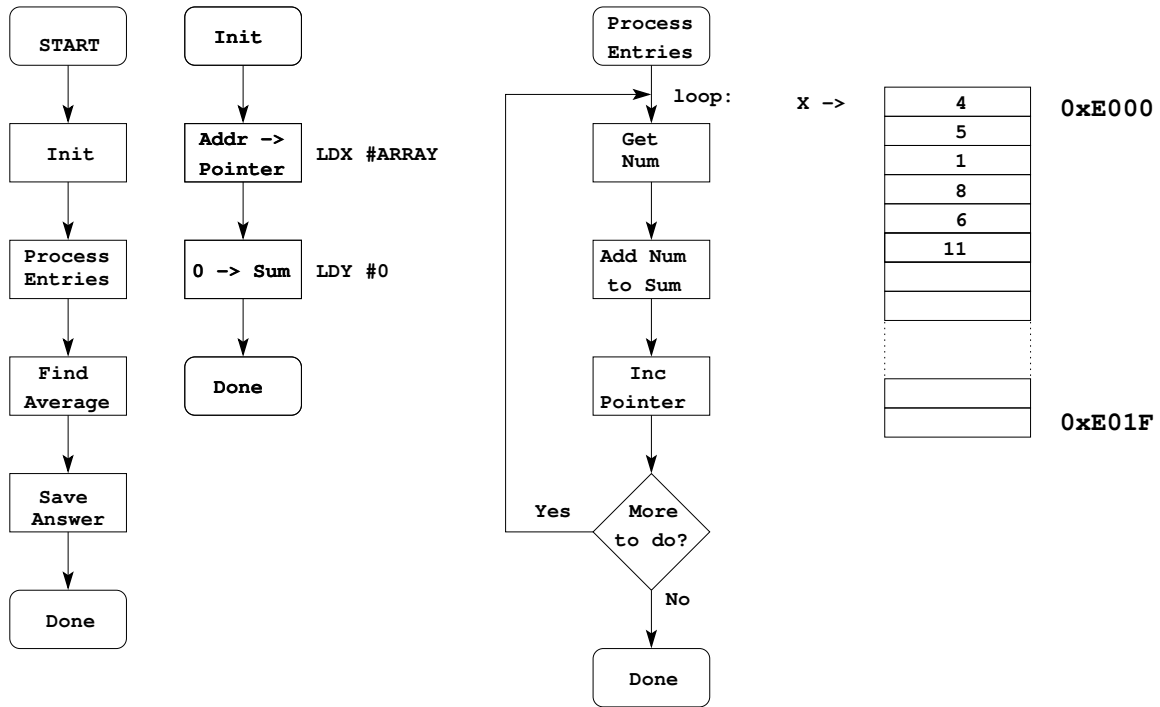 START
Init
Process
Entries
Find
Average
Save
Answer
Done
Init
Addr ->
Pointer
LDX #ARRAY
0 -> Sum
LDY #0
Done
Process
Entries
loop:
Get
Num
Add Num
to Sum
Inc
Pointer
More
to do?
Yes
No
Done
X ->
4
0xE000
5
1
8
6
11
0xE01F